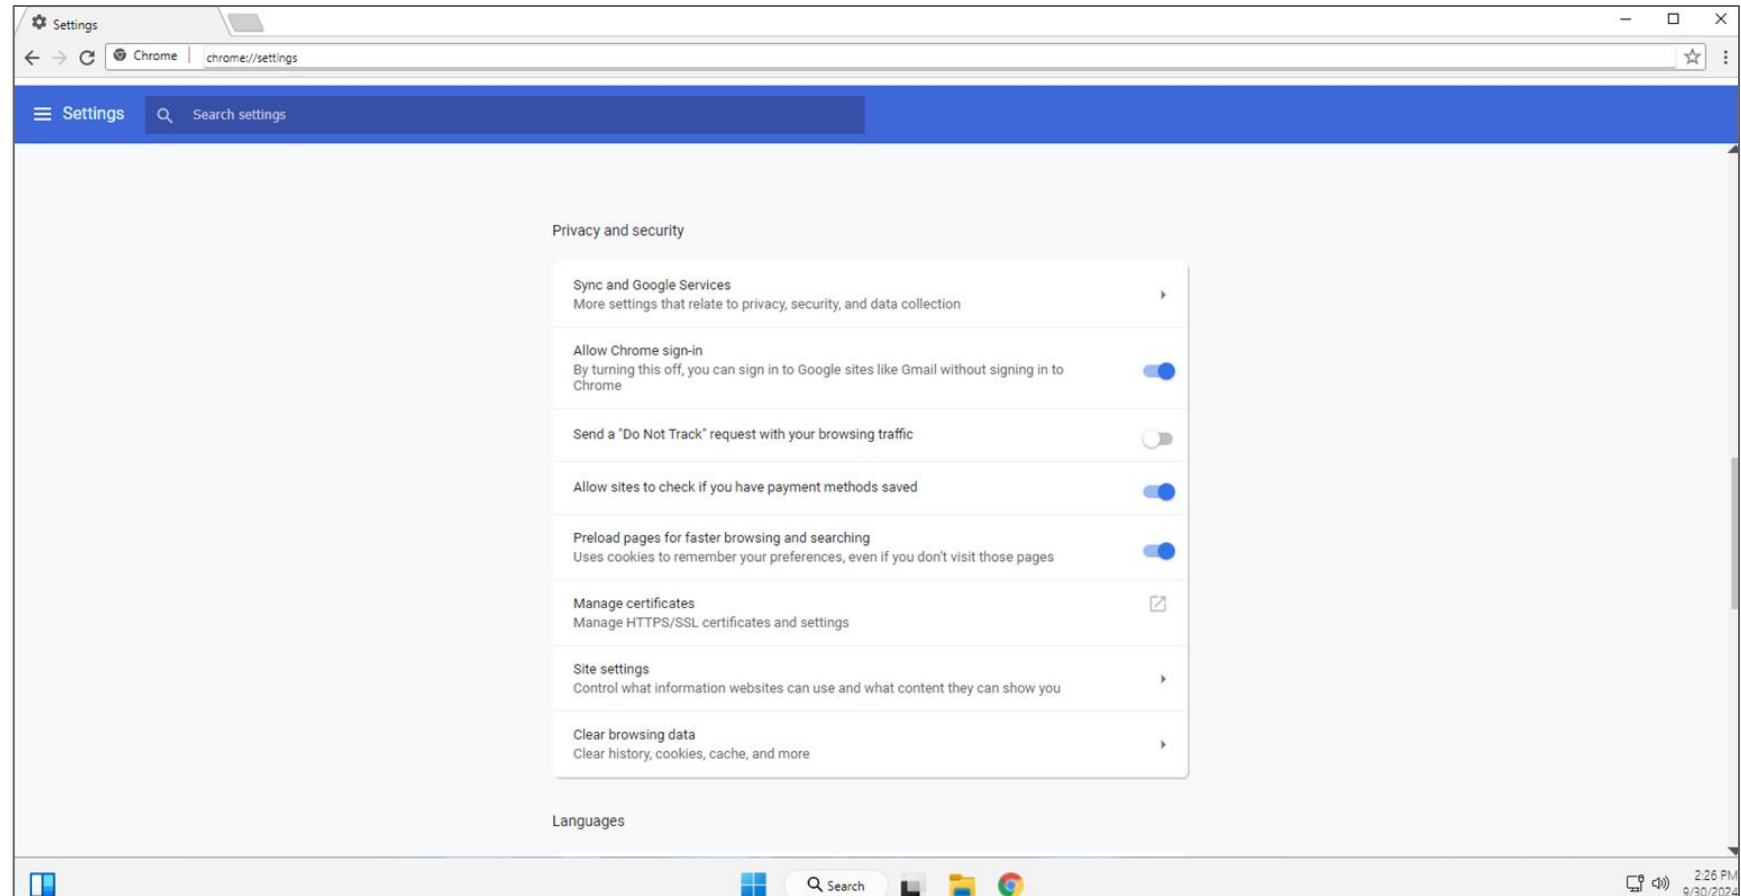 Settings
Chrome
chrome://settings
Settings
Search settings
Privacy and security
Sync and Google Services
More settings that relate to privacy, security, and data collection
Allow Chrome sign-in
By turning this off, you can sign in to Google sites like Gmail without signing in to
Chrome
Send a "Do Not Track" request with your browsing traffic
Allow sites to check if you have payment methods saved
Preload pages for faster browsing and searching
Uses cookies to remember your preferences, even if you don't visit those pages
Manage certificates
Manage HTTPS/SSL certificates and settings
Site settings
Control what information websites can use and what content they can show you
Clear browsing data
Clear history, cookies, cache, and more
Languages
Search
2:26 PM
9/30/2024